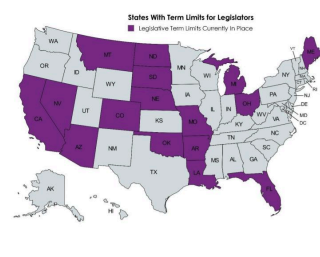 States With Term Limits for Legislators
Legislative Term Limits Currently in Place
WA
MT
ND
MN
VT
ME
OR
ID
SD
WI
MI
NY
WY
IA
PA
RI
NJ
NV
NE
IL
IN
OH
DE
UT
CO
WV
VA
MD
CA
KS
MO
KY
DC
NC
TN
AZ
NM
OK
AR
SC
MS
AL
GA
TX
LA
AK
FL
HI